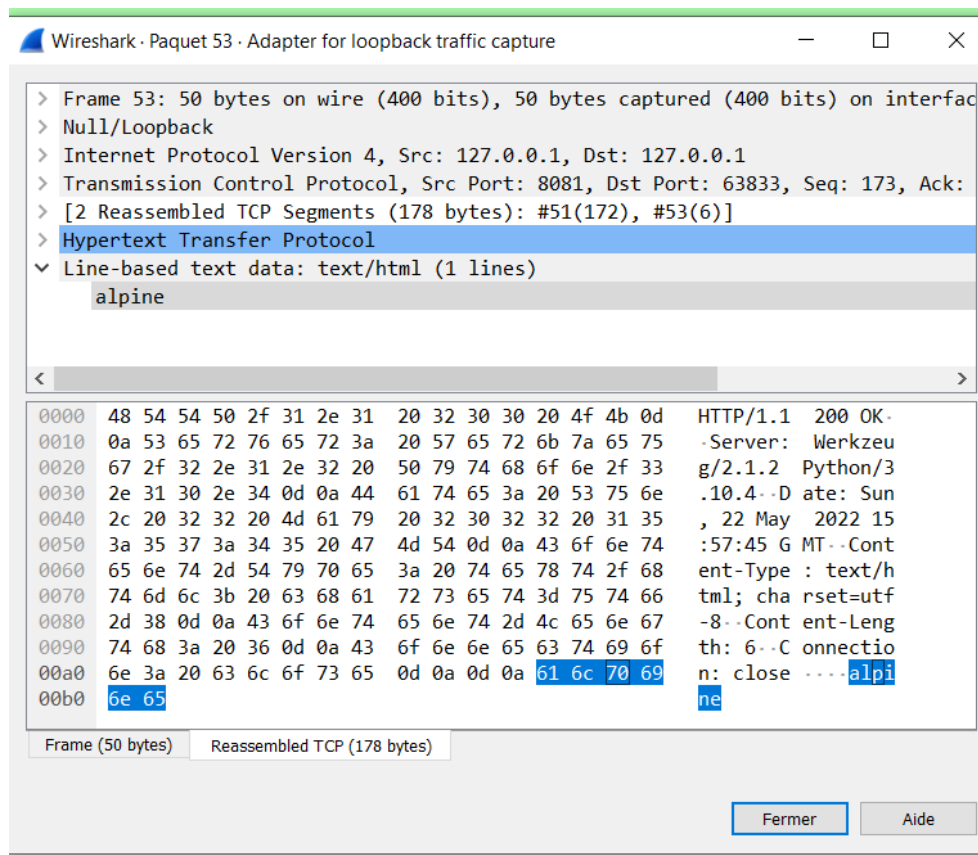 Wireshark · Paquet 53 · Adapter for loopback traffic capture
Frame 53: 50 bytes on wire (400 bits), 50 bytes captured (400 bits) on interfac
Null/Loopback
Internet Protocol Version 4, Src: 127.0.0.1, Dst: 127.0.0.1
Transmission Control Protocol, Src Port: 8081, Dst Port: 63833, Seq: 173, Ack:
[2 Reassembled TCP Segments (178 bytes): #51(172), #53(6)]
Hypertext Transfer Protocol
Line-based text data: text/html (1 lines)
alpine
0000 48 54 54 50 2f 31 2e 31 20 32 30 30 20 4f 4b 0d HTTP/1.1 200 OK·
0010 0a 53 65 72 76 65 72 3a 20 57 65 72 6b 7a 65 75 ·Server: Werkzeu
0020 67 2f 32 2e 31 2e 32 20 50 79 74 68 6f 6e 2f 33 g/2.1.2 Python/3
0030 2e 31 30 2e 34 0d 0a 44 61 74 65 3a 20 53 75 6e .10.4··D ate: Sun
0040 2c 20 32 32 20 4d 61 79 20 32 30 32 32 20 31 35 , 22 May 2022 15
0050 3a 35 37 3a 34 35 20 47 4d 54 0d 0a 43 6f 6e 74 :57:45 G MT··Cont
0060 65 6e 74 2d 54 79 70 65 3a 20 74 65 78 74 2f 68 ent-Type : text/h
0070 74 6d 6c 3b 20 63 68 61 72 73 65 74 3d 75 74 66 tml; cha rset=utf
0080 2d 38 0d 0a 43 6f 6e 74 65 6e 74 2d 4c 65 6e 67 -8··Cont ent-Leng
0090 74 68 3a 20 36 0d 0a 43 6f 6e 6e 65 63 74 69 6f th: 6··C onnectio
00a0 6e 3a 20 63 6c 6f 73 65 0d 0a 0d 0a 61 6c 70 69 n: close ····alpi
00b0 6e 65 ne
Frame (50 bytes) Reassembled TCP (178 bytes)
Fermer Aide